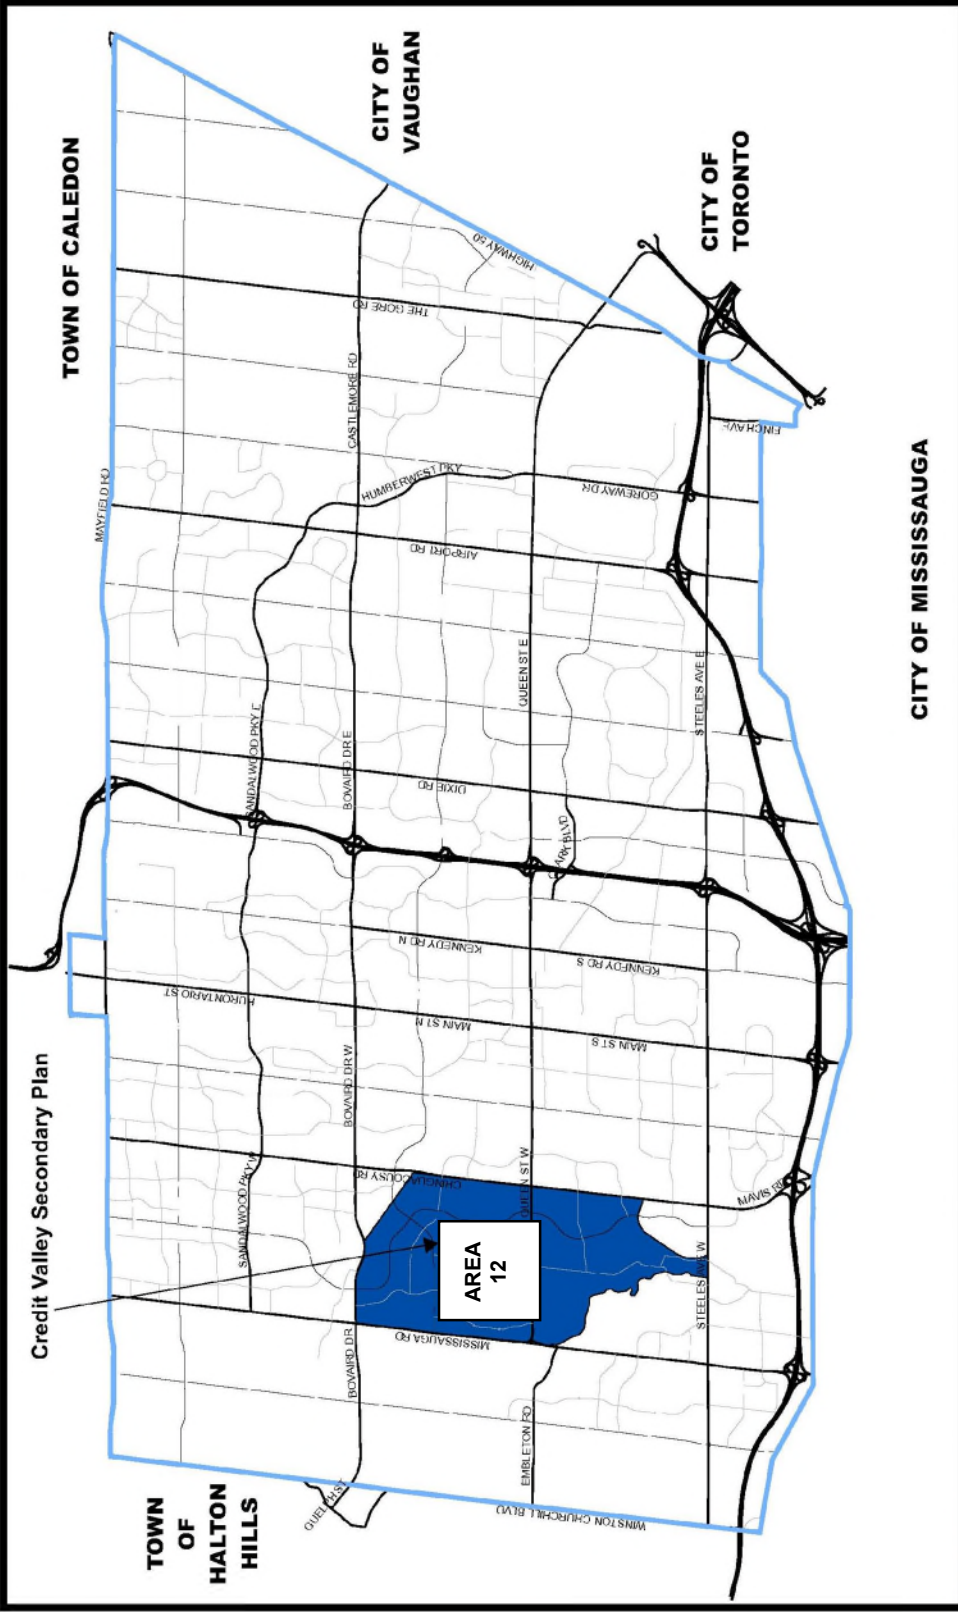 Credit Valley Secondary Plan
TOWN OF CALEDON
CITY OF
VAUGHAN
CITY OF
TORONTO
CITY OF MISSISSAUGA
TOWN
OF
HALTON
HILLS
AREA
12
MAYFIELD RD
HIGHWAY 50
THE GORE RD
CASTLEMORE RD
HUMBERWEST PKY
GOREWAY DR
FINCH AVE
AIRPORT RD
SANDALWOOD PKY E
BOVAIRD DR E
QUEEN ST E
STEELES AVE E
DIXIE RD
CLARK BLVD
KENNEDY RD N
KENNEDY RD S
HURONTARIO ST
MAIN ST N
MAIN ST S
BOVAIRD DR W
SANDALWOOD PKY W
CHINGUACOUSY RD
QUEEN ST W
MAVIS RD
STEELES AVE W
MISSISSAUGA RD
BOVAIRD DR
EMBLETON RD
GUELPH ST
WINSTON CHURCHILL BLVD